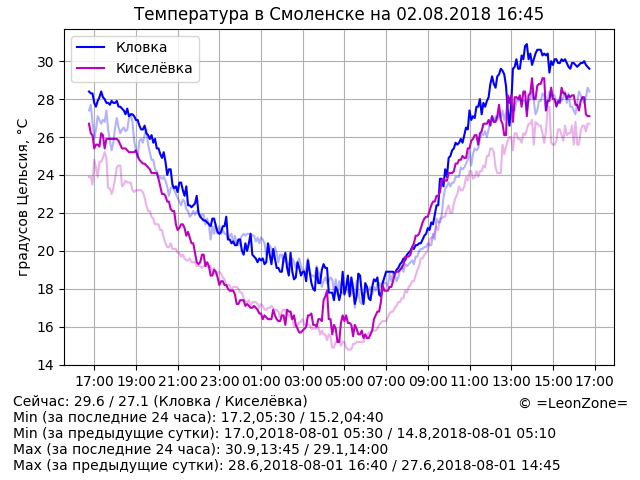 Температура в Смоленске на 02.08.2018 16:45
Кловка
Киселёвка
градусов Цельсия, °C
30
28
26
24
22
20
18
16
14
17:00 19:00 21:00 23:00 01:00 03:00 05:00 07:00 09:00 11:00 13:00 15:00 17:00
Сейчас: 29.6 / 27.1 (Кловка / Киселёвка)
© =LeonZone=
Min (за последние 24 часа): 17.2,05:30 / 15.2,04:40
Min (за предыдущие сутки): 17.0,2018-08-01 05:30 / 14.8,2018-08-01 05:10
Max (за последние 24 часа): 30.9,13:45 / 29.1,14:00
Max (за предыдущие сутки): 28.6,2018-08-01 16:40 / 27.6,2018-08-01 14:45